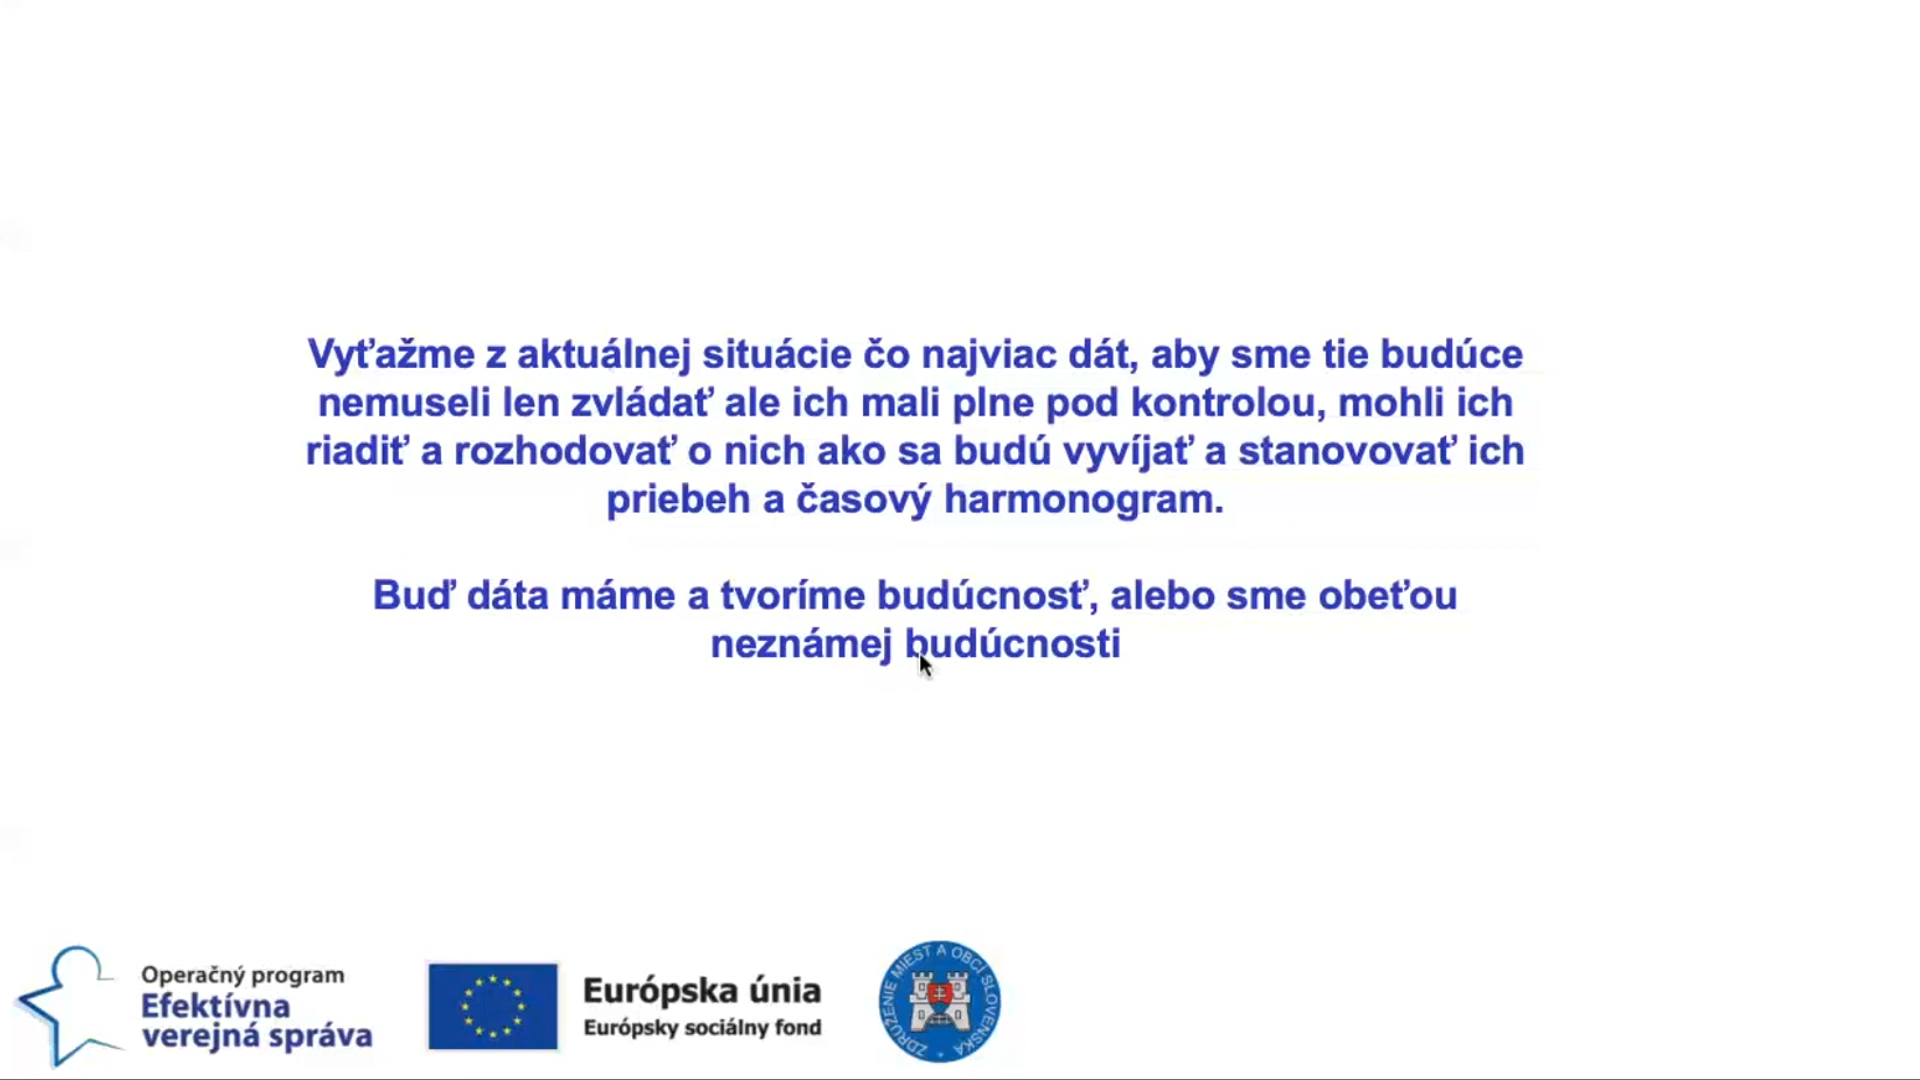 Vyťažme z aktuálnej situácie čo najviac dát, aby sme tie budúce
nemuseli len zvládať ale ich mali plne pod kontrolou, mohli ich
riadiť a rozhodovať o nich ako sa budú vyvíjať a stanovovať ich
priebeh a časový harmonogram.
Buď dáta máme a tvoríme budúcnosť, alebo sme obeťou
neznámej budúcnosti
Operačný program
Efektívna
verejná správa
Európska únia
Európsky sociálny fond
ZDRUŽENIE MIEST A OBCÍ SLOVENSKA